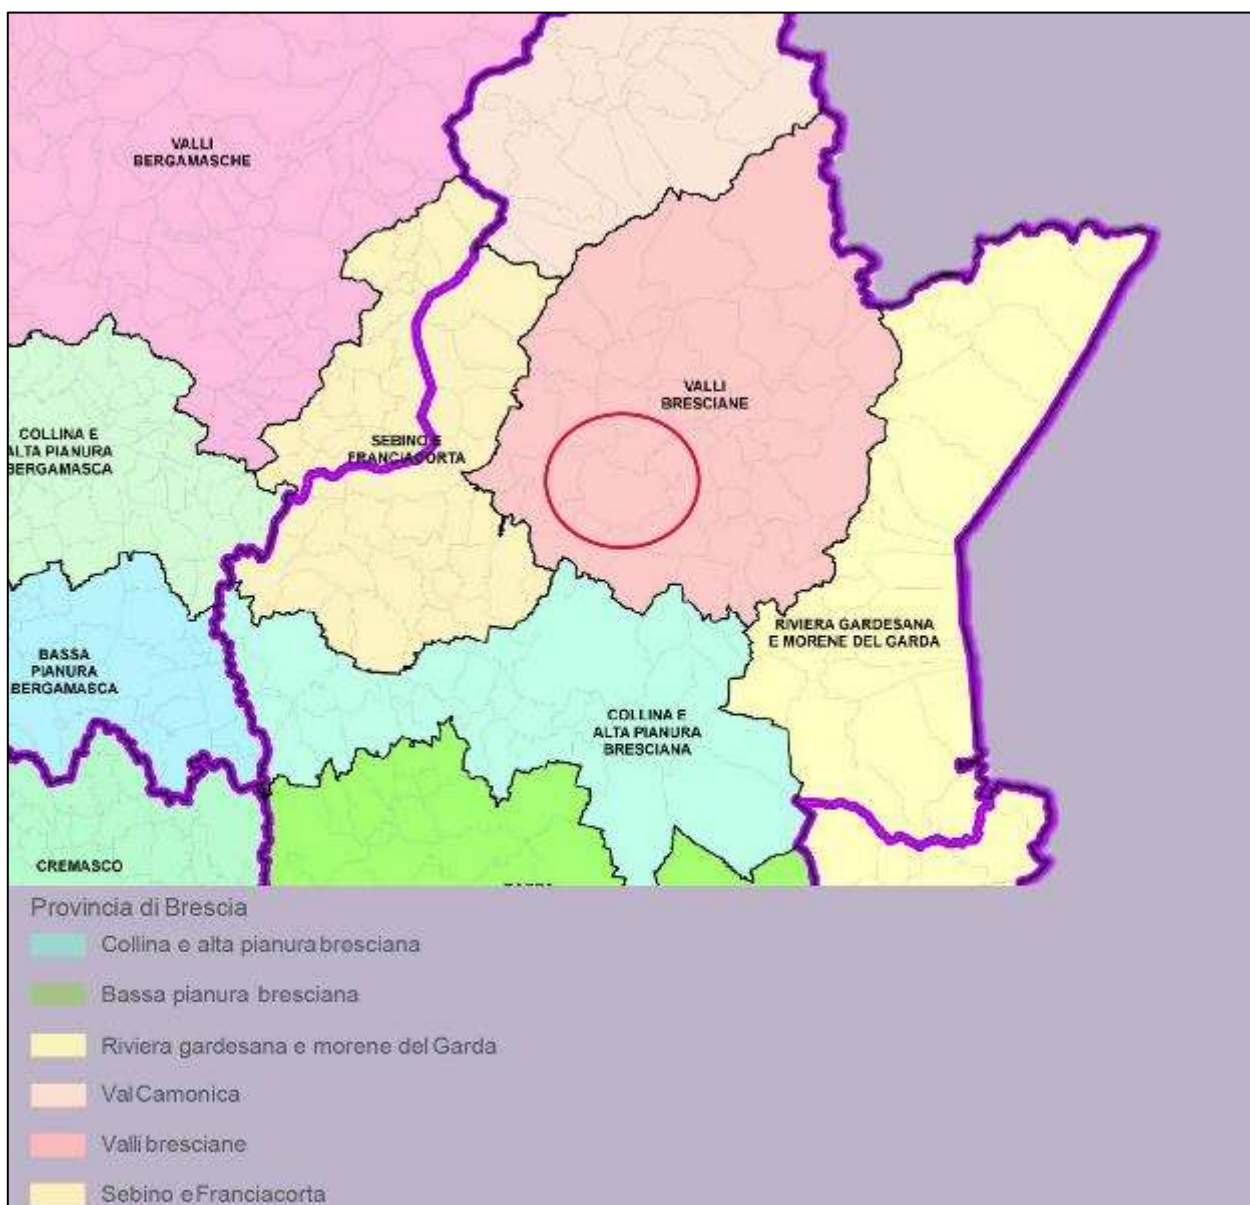 VALLI
BERGAMASCHE
VALLI
BRESCIANE
COLLINA E
ALTA PIANURA
BERGAMASCA
SEBINO E
FRANCIACORTA
RIVIERA GARDESANA
E MORENE DEL GARDA
BASSA
PIANURA
BERGAMASCA
COLLINA E
ALTA PIANURA
BRESCIANA
CREMASCO
Provincia di Brescia
Collina e alta pianura bresciana
Bassa pianura bresciana
Riviera gardesana e morene del Garda
Val Camonica
Valli bresciane
Sebino e Franciacorta